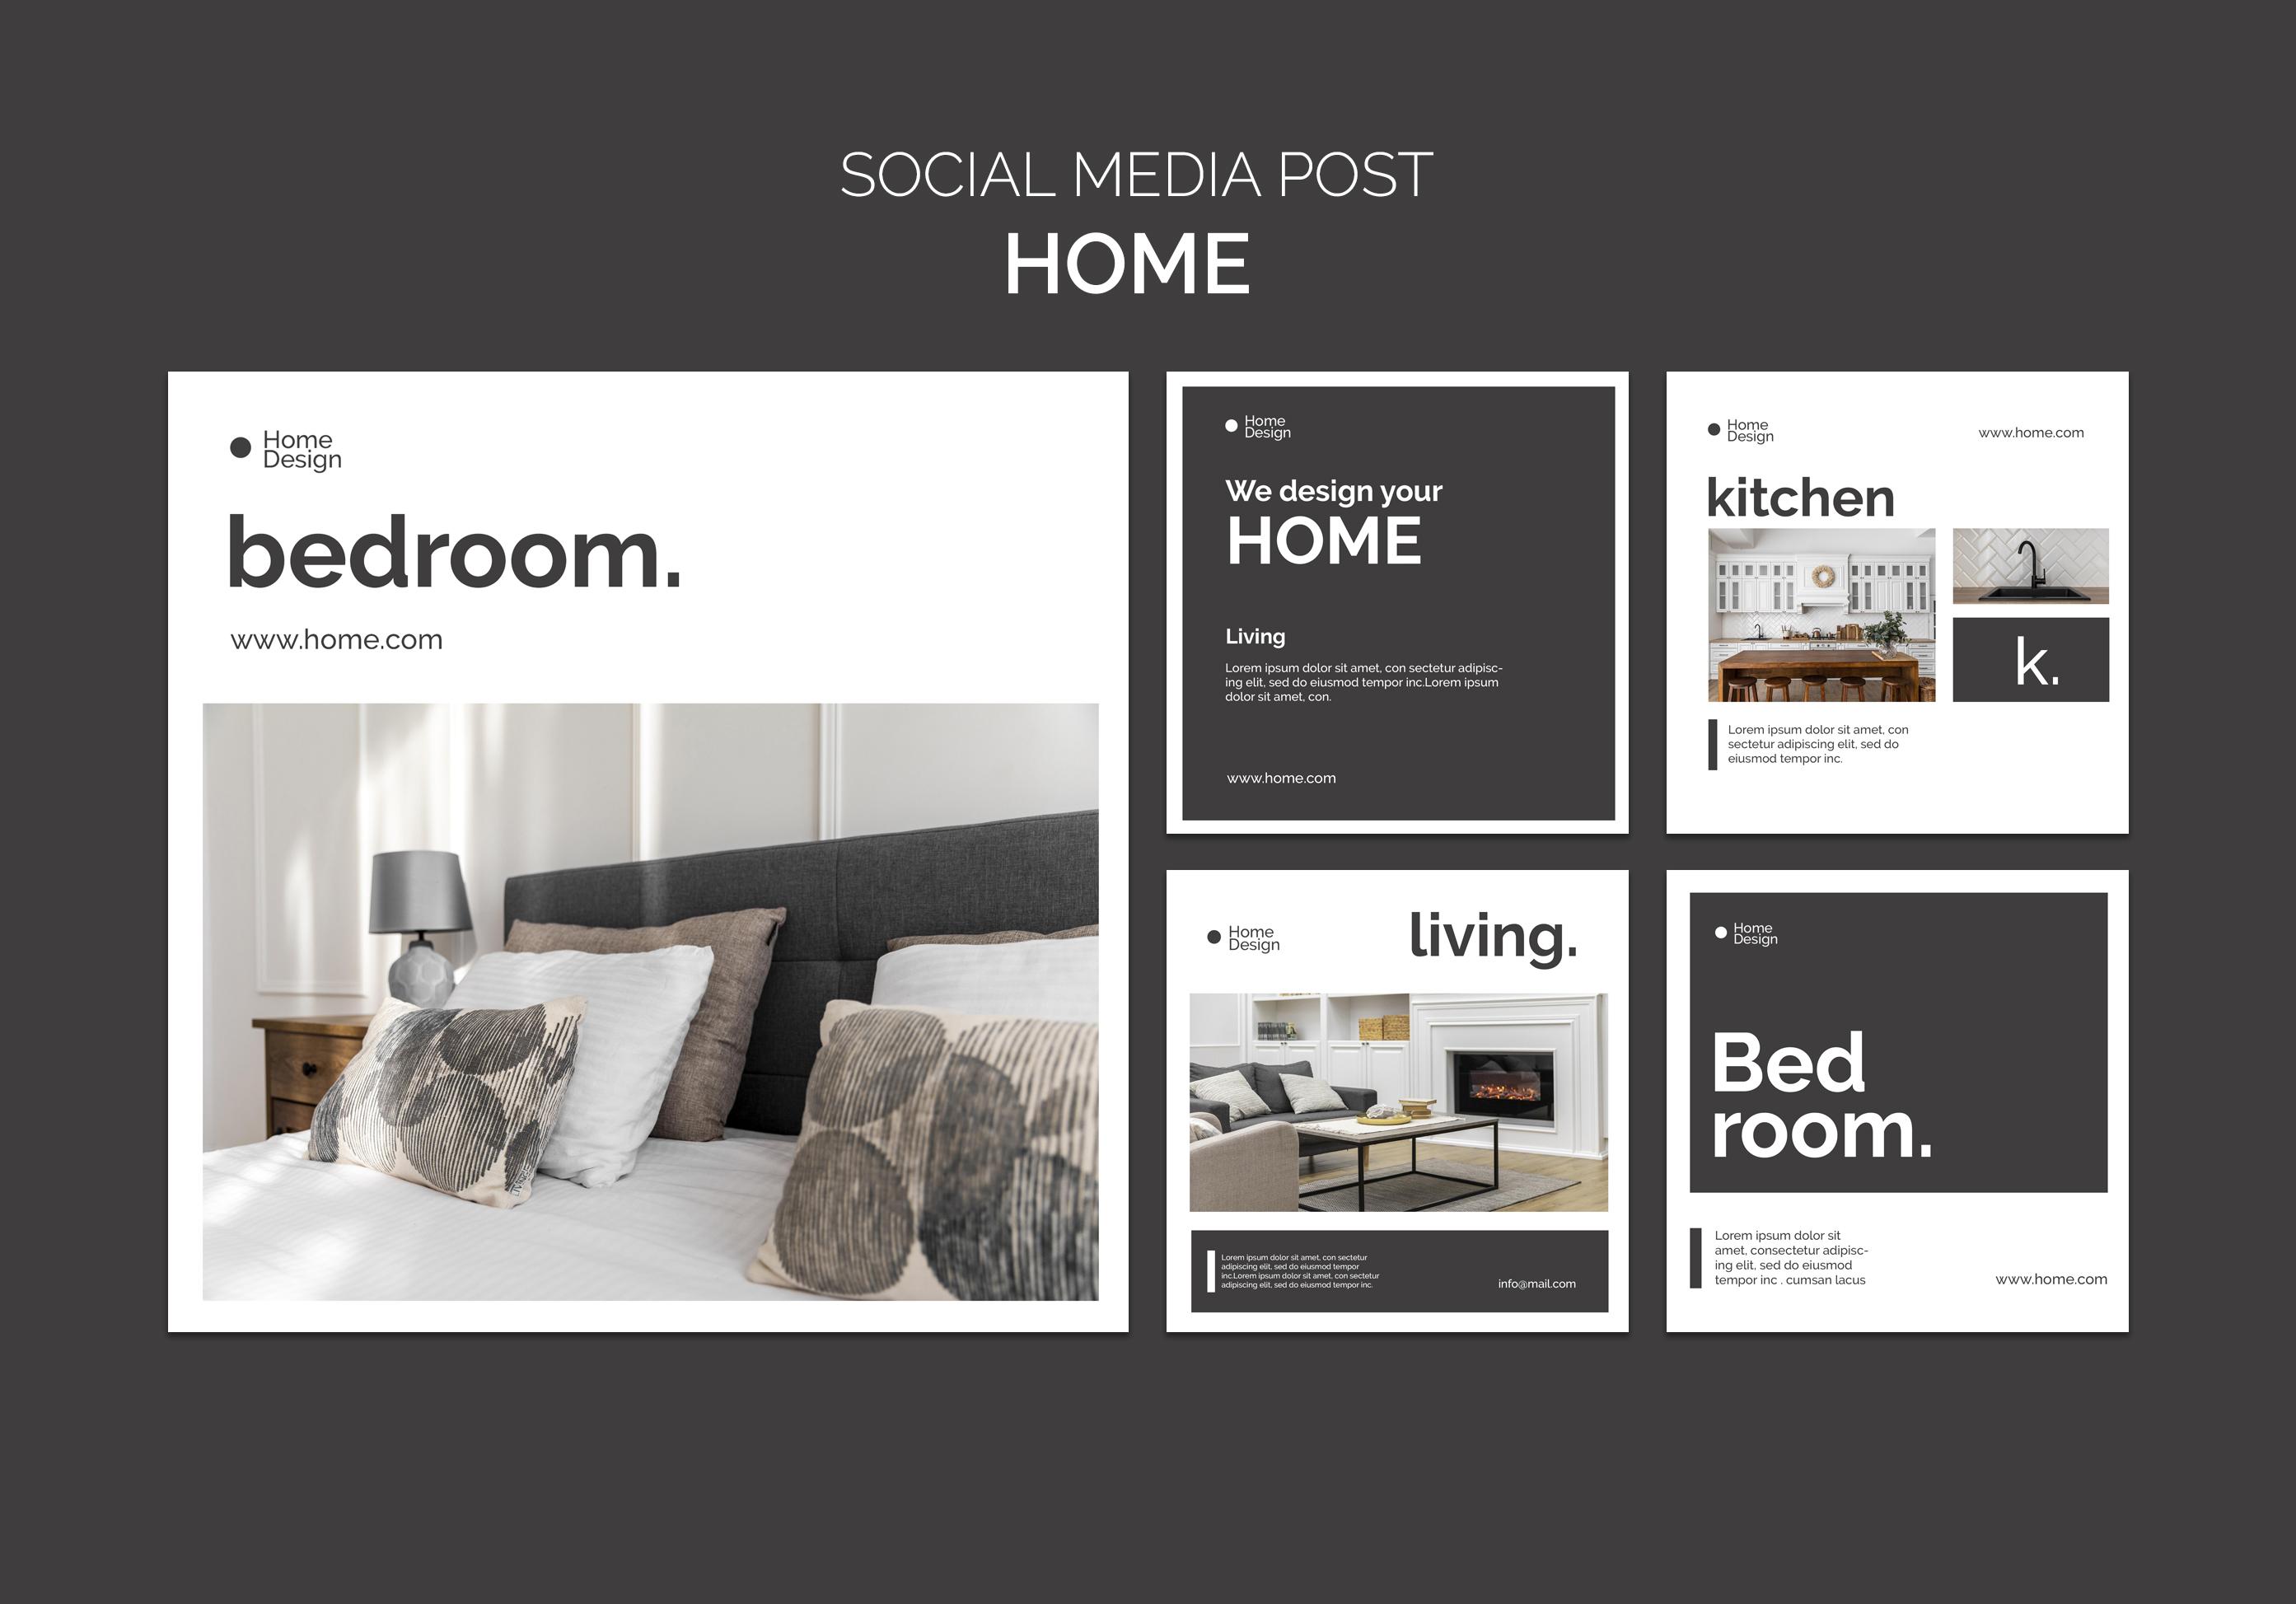 SOCIAL MEDIA POST
HOME
Home
Design
bedroom.
www.home.com
Home
Design
We design your
HOME
Living
Lorem ipsum dolor sit amet, con sectetur adipisc-
ing elit, sed do eiusmod tempor inc.Lorem ipsum
dolor sit amet, con.
www.home.com
Home
Design
www.home.com
kitchen
k.
Lorem ipsum dolor sit amet, con
sectetur adipiscing elit, sed do
eiusmod tempor inc.
Home
Design
living.
Lorem ipsum dolor sit amet, con sectetur
adipiscing elit, sed do eiusmod tempor
inc.Lorem ipsum dolor sit amet, con sectetur
adipiscing elit, sed do eiusmod tempor inc.
info@mail.com
Home
Design
Bed
room.
Lorem ipsum dolor sit
amet, consectetur adipisc-
ing elit, sed do eiusmod
tempor inc . cumsan lacus
www.home.com